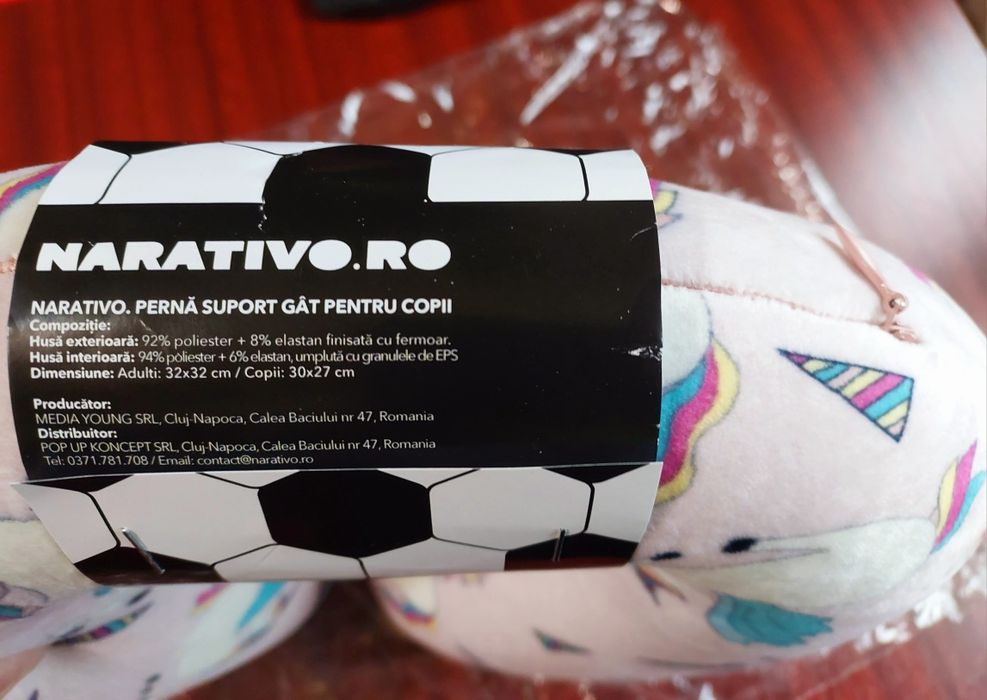 NARATIVO.RO
NARATIVO. PERNĂ SUPORT GÂT PENTRU COPII
Compoziție:
Husă exterioară: 92% poliester + 8% elastan finisată cu fermoar.
Husă interioară: 94% poliester + 6% elastan, umplută cu granulele de EPS
Dimensiune: Adulti: 32x32 cm / Copii: 30x27 cm
Producător:
MEDIA YOUNG SRL, Cluj-Napoca, Calea Baciului nr 47, Romania
Distribuitor:
POP UP KONCEPT SRL, Cluj-Napoca, Calea Baciului nr 47, Romania
Tel: 0371.781.708 / Email: contact@narativo.ro